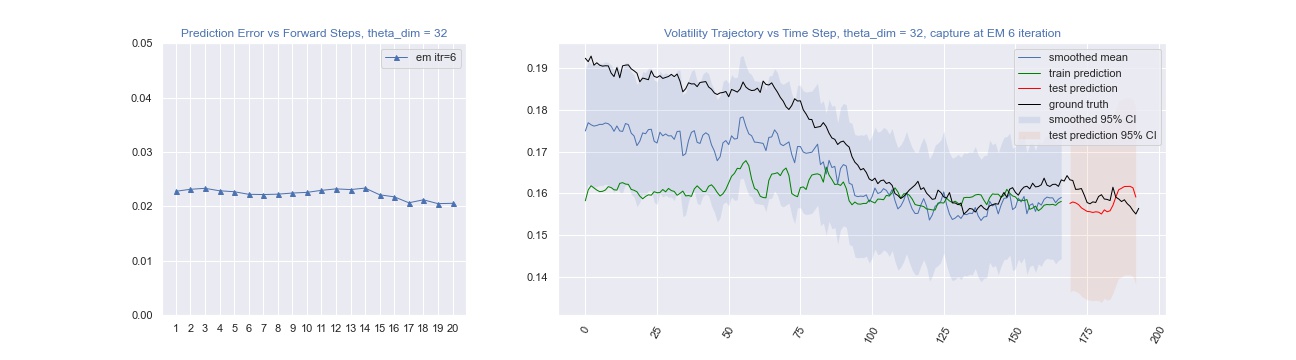 Prediction Error vs Forward Steps, theta_dim = 32
0.05
0.04
0.03
0.02
0.01
0.00
em itr=6
1 2 3 4 5 6 7 8 9 10 11 12 13 14 15 16 17 18 19 20
Volatility Trajectory vs Time Step, theta_dim = 32, capture at EM 6 iteration
0.19
0.18
0.17
0.16
0.15
0.14
smoothed mean
train prediction
test prediction
ground truth
smoothed 95% CI
test prediction 95% CI
0 25 50 75 100 125 150 175 200